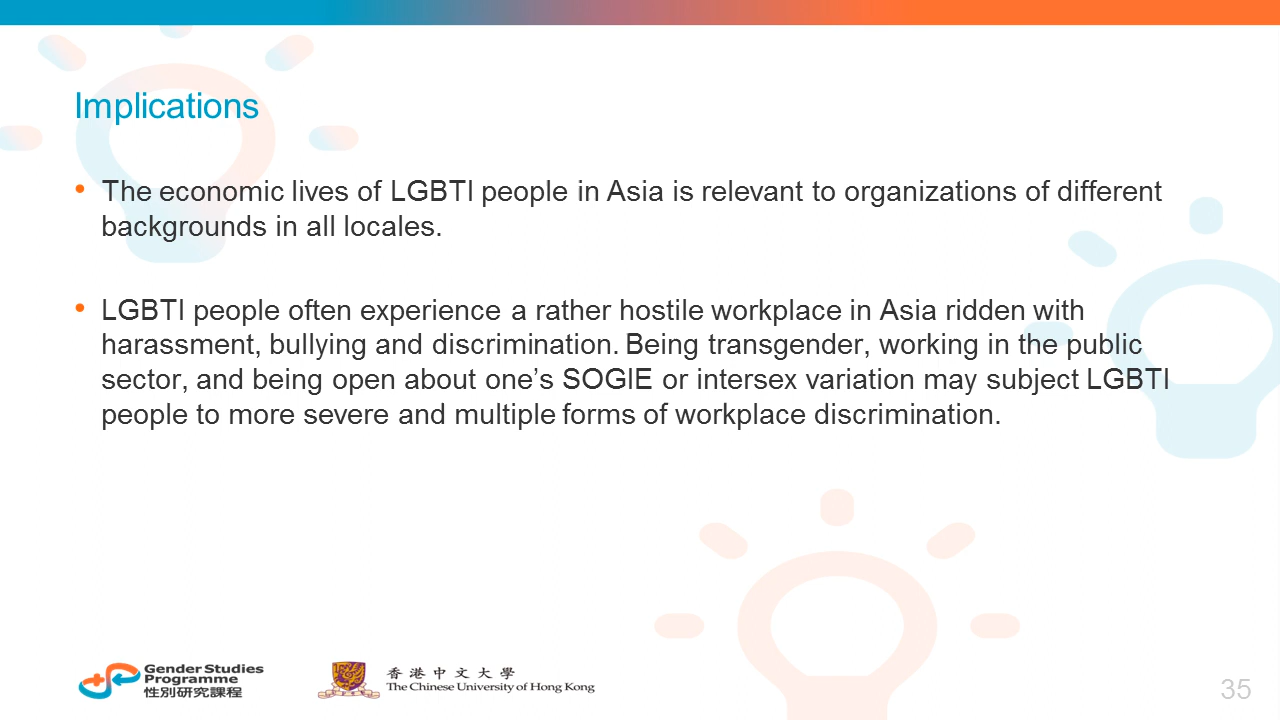 Implications
• The economic lives of LGBTI people in Asia is relevant to organizations of different
backgrounds in all locales.
• LGBTI people often experience a rather hostile workplace in Asia ridden with
harassment, bullying and discrimination. Being transgender, working in the public
sector, and being open about one’s SOGIE or intersex variation may subject LGBTI
people to more severe and multiple forms of workplace discrimination.
Gender Studies
Programme
性別研究課程
香港中文大學
The Chinese University of Hong Kong
35